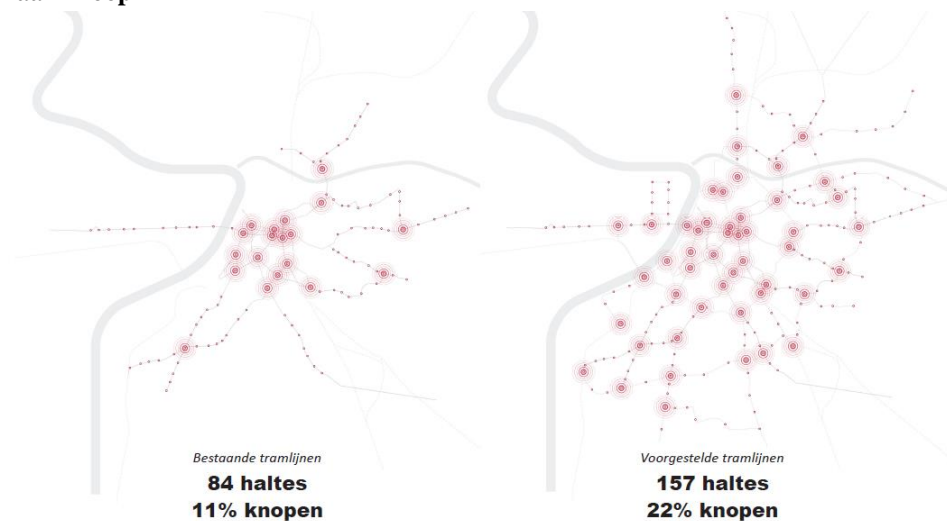 Bestaande tramlijnen
84 haltes
11% knopen
Voorgestelde tramlijnen
157 haltes
22% knopen